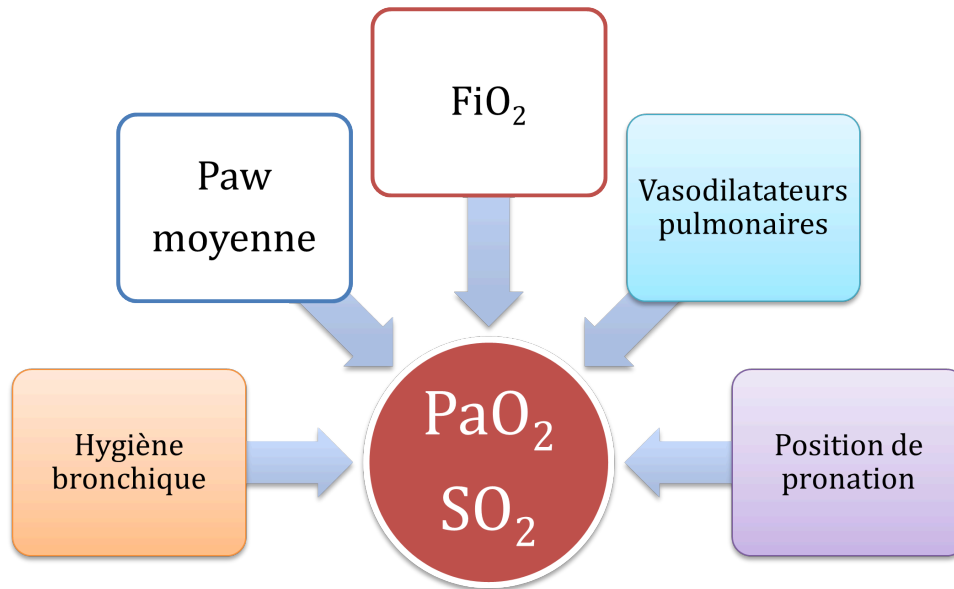 FiO₂
Paw
moyenne
Vasodilatateurs
pulmonaires
Hygiène
bronchique
PaO₂
SO₂
Position de
pronation